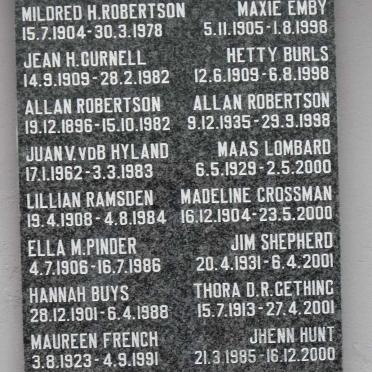 MILDRED H. ROBERTSON
15.7.1904 - 30.3.1978
JEAN H. CURNELL
14.9.1909 - 28.2.1982
ALLAN ROBERTSON
19.12.1896 - 15.10.1982
JUAN V. VDB HYLAND
17.1.1962 - 3.3.1983
LILLIAN RAMSDEN
19.4.1908 - 4.8.1984
ELLA M. PINDER
4.7.1906 - 16.7.1986
HANNAH BUYS
28.12.1901 - 6.4.1988
MAUREEN FRENCH
3.8.1923 - 4.9.1991
MAXIE EMBY
5.11.1905 - 1.8.1998
HETTY BURLS
12.6.1909 - 6.8.1998
ALLAN ROBERTSON
9.12.1935 - 29.9.1998
MAAS LOMBARD
6.5.1929 - 2.5.2000
MADELINE CROSSMAN
16.12.1904 - 23.5.2000
JIM SHEPHERD
20.4.1931 - 6.4.2001
THORA D.R. GETHING
15.7.1913 - 27.4.2001
JHENN HUNT
21.3.1985 - 16.12.2000